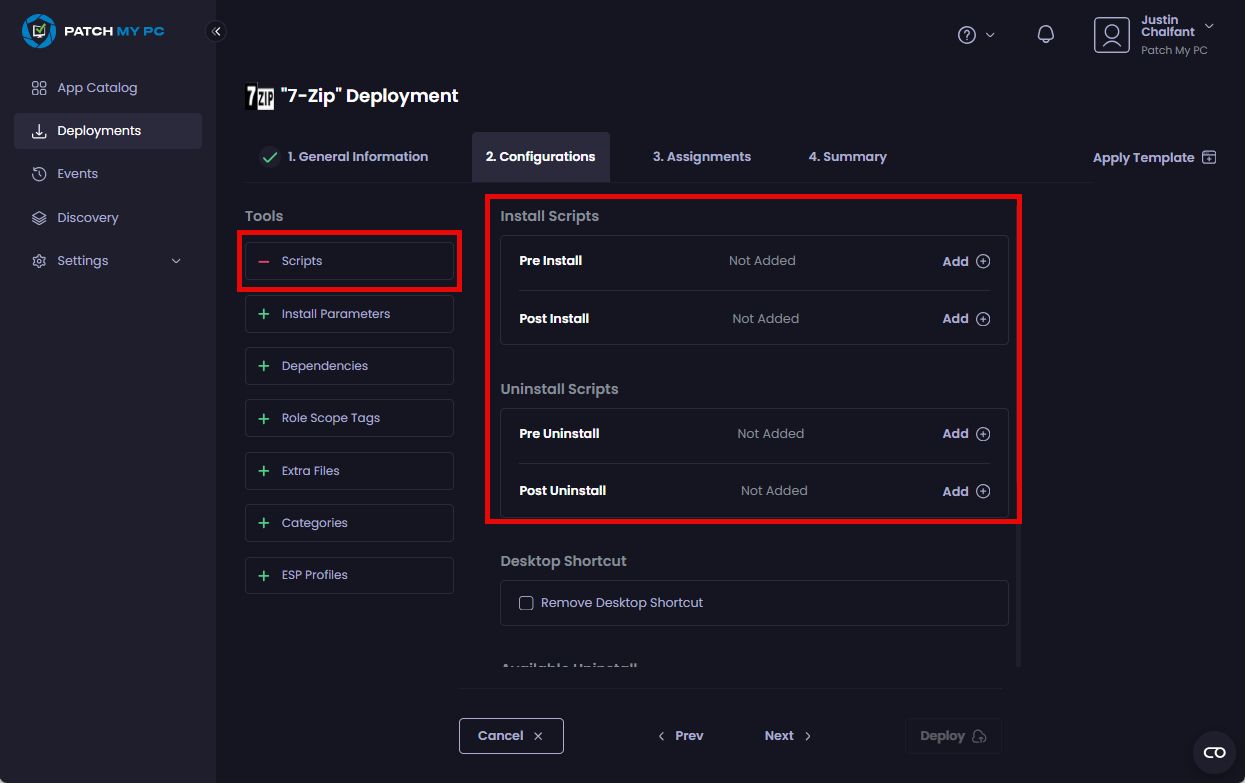 PATCH MY PC
Justin
Chalfant
Patch My PC
App Catalog
Deployments
Events
Discovery
Settings
7ZIP "7-Zip" Deployment
1. General Information
2. Configurations
3. Assignments
4. Summary
Apply Template
Tools
Scripts
Install Parameters
Dependencies
Role Scope Tags
Extra Files
Categories
ESP Profiles
Install Scripts
Pre Install Not Added Add
Post Install Not Added Add
Uninstall Scripts
Pre Uninstall Not Added Add
Post Uninstall Not Added Add
Desktop Shortcut
Remove Desktop Shortcut
Available Uninstall
Cancel
Prev
Next
Deploy